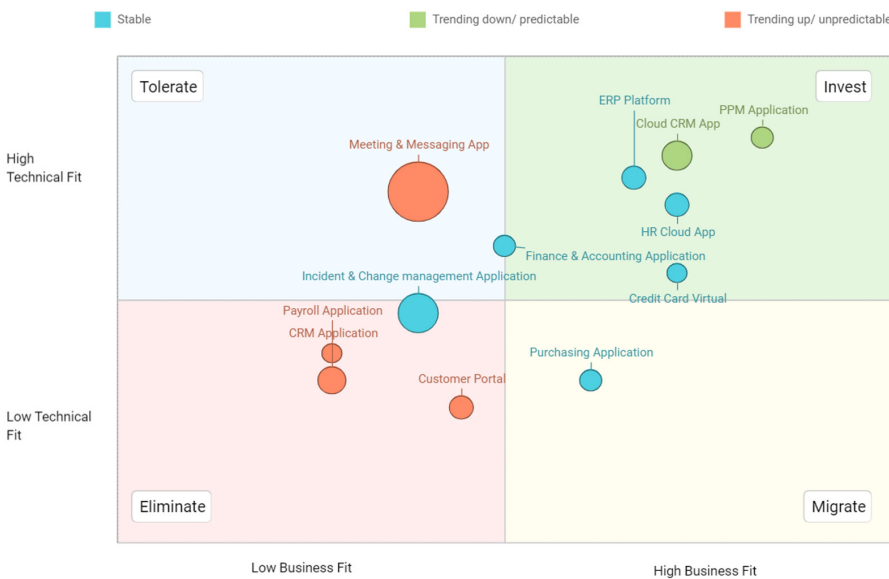 Stable
Trending down/ predictable
Trending up/ unpredictable
Tolerate
Invest
ERP Platform
PPM Application
Cloud CRM App
Meeting & Messaging App
High
Technical Fit
HR Cloud App
Finance & Accounting Application
Incident & Change management Application
Credit Card Virtual
Payroll Application
CRM Application
Purchasing Application
Customer Portal
Low Technical
Fit
Eliminate
Migrate
Low Business Fit
High Business Fit